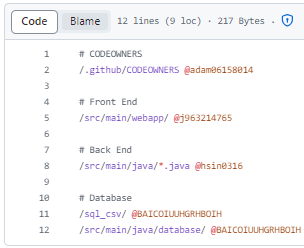 Code Blame 12 lines (9 loc) · 217 Bytes ·
1 # CODEOWNERS
2 /.github/CODEOWNERS @adam06158014
3
4 # Front End
5 /src/main/webapp/ @j963214765
6
7 # Back End
8 /src/main/java/*.java @hsin0316
9
10 # Database
11 /sql_csv/ @BAICOIUUHGRHBOIH
12 /src/main/java/database/ @BAICOIUUHGRHBOIH